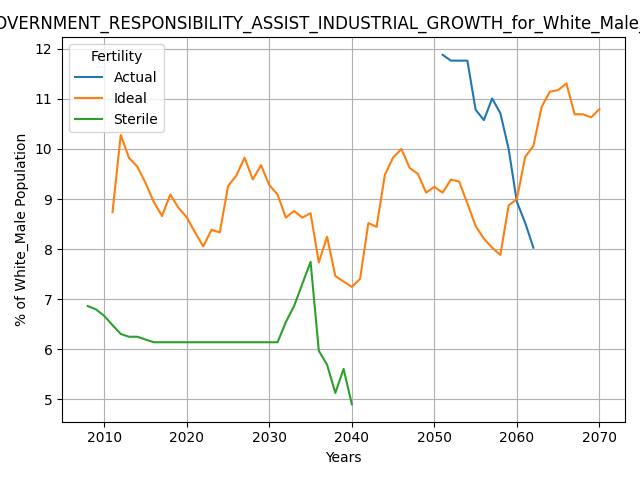 OVERNMENT_RESPONSIBILITY_ASSIST_INDUSTRIAL_GROWTH_for_White_Male_
Fertility
Actual
Ideal
Sterile
% of White_Male Population
12
11
10
9
8
7
6
5
2010 2020 2030 2040 2050 2060 2070
Years